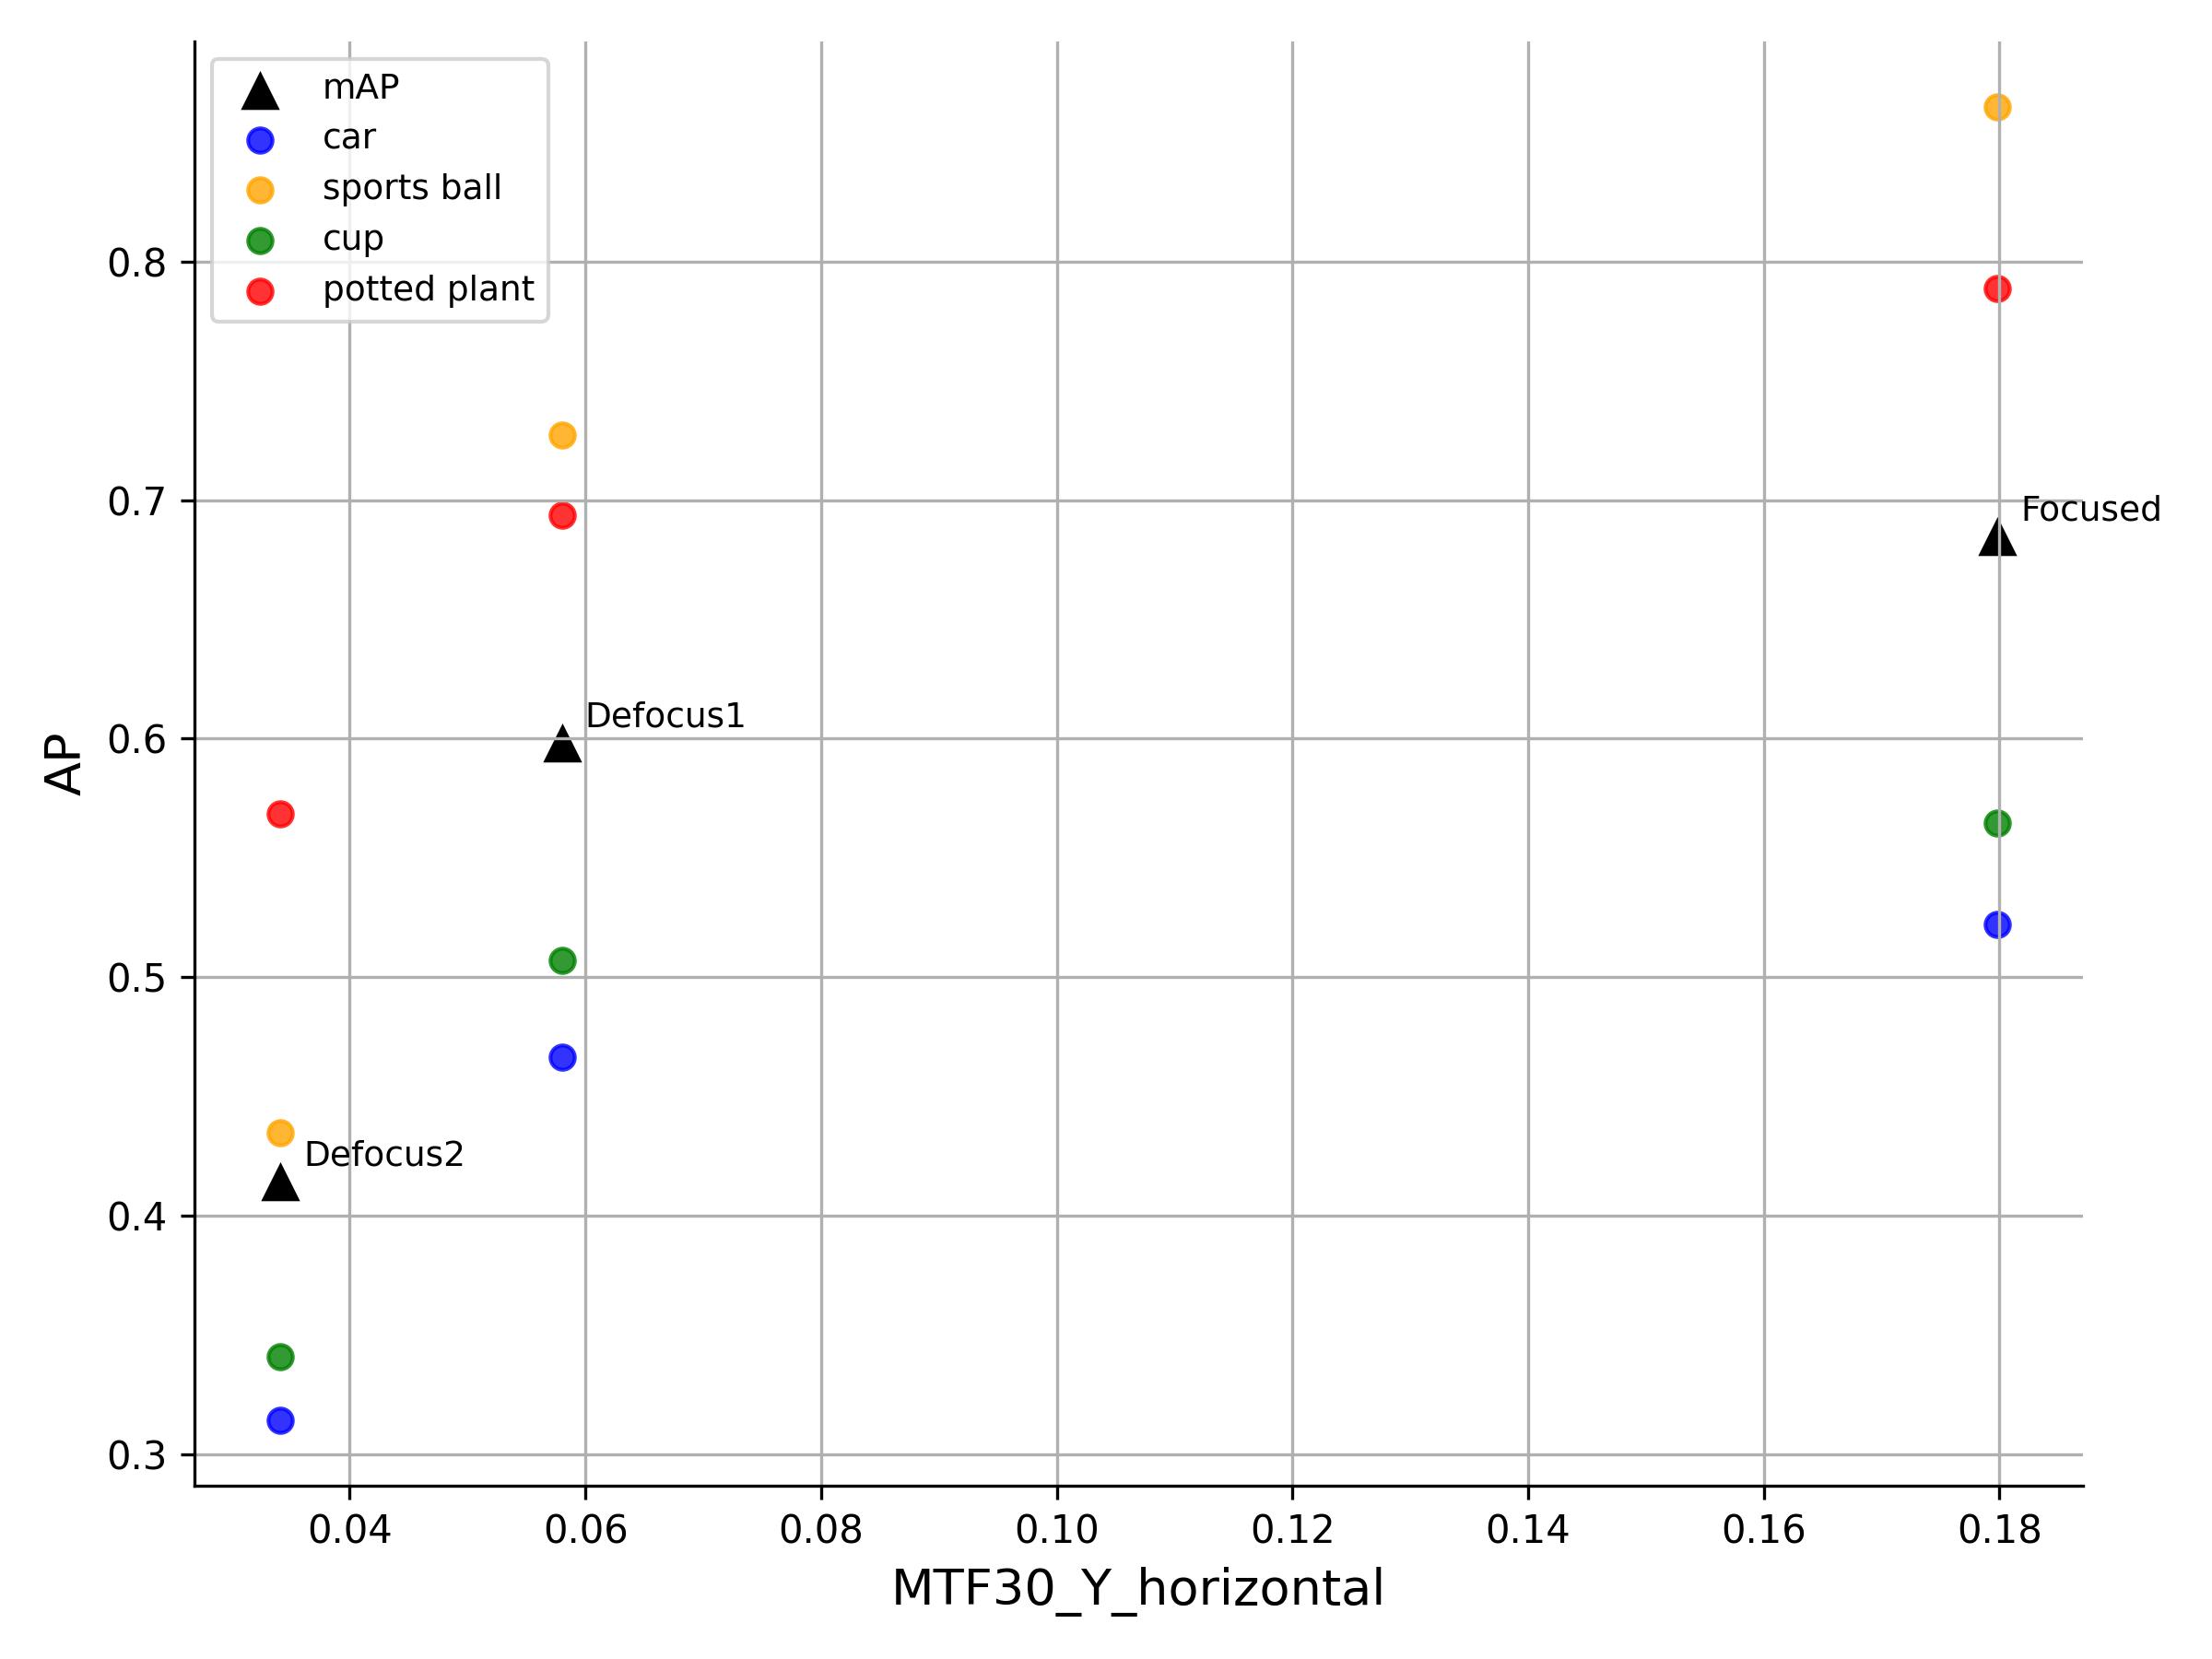 mAP
car
sports ball
cup
potted plant
0.8
0.7
0.6
0.5
0.4
0.3
AP
Focused
Defocus1
Defocus2
0.04 0.06 0.08 0.10 0.12 0.14 0.16 0.18
MTF30_Y_horizontal